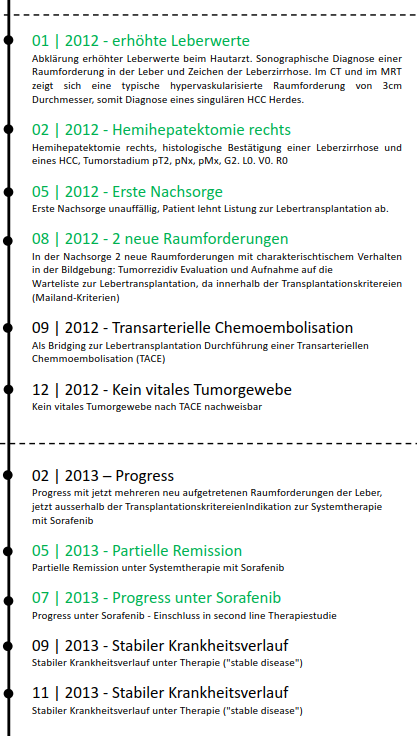 01 | 2012 - erhöhte Leberwerte
Abklärung erhöhter Leberwerte beim Hautarzt. Sonographische Diagnose einer
Raumforderung in der Leber und Zeichen der Leberzirrhose. Im CT und im MRT
zeigt sich eine typische hypervaskularisierte Raumforderung von 3cm
Durchmesser, somit Diagnose eines singulären HCC Herdes.
02 | 2012 - Hemihepatektomie rechts
Hemihepatektomie rechts, histologische Bestätigung einer Leberzirrhose und
eines HCC, Tumorstadium pT2, pNx, pMx, G2. L0. V0. R0
05 | 2012 - Erste Nachsorge
Erste Nachsorge unauffällig, Patient lehnt Listung zur Lebertransplantation ab.
08 | 2012 - 2 neue Raumforderungen
In der Nachsorge 2 neue Raumforderungen mit charakterischtischem Verhalten
in der Bildgebung: Tumorrezidiv Evaluation und Aufnahme auf die
Warteliste zur Lebertransplantation, da innerhalb der Transplantationskritereien
(Mailand-Kriterien)
09 | 2012 - Transarterielle Chemoembolisation
Als Bridging zur Lebertransplantation Durchführung einer Transarteriellen
Chemmoembolisation (TACE)
12 | 2012 - Kein vitales Tumorgewebe
Kein vitales Tumorgewebe nach TACE nachweisbar
02 | 2013 – Progress
Progress mit jetzt mehreren neu aufgetretenen Raumforderungen der Leber,
jetzt ausserhalb der TransplantationskritereienIndikation zur Systemtherapie
mit Sorafenib
05 | 2013 - Partielle Remission
Partielle Remission unter Systemtherapie mit Sorafenib
07 | 2013 - Progress unter Sorafenib
Progress unter Sorafenib - Einschluss in second line Therapiestudie
09 | 2013 - Stabiler Krankheitsverlauf
Stabiler Krankheitsverlauf unter Therapie ("stable disease")
11 | 2013 - Stabiler Krankheitsverlauf
Stabiler Krankheitsverlauf unter Therapie ("stable disease")